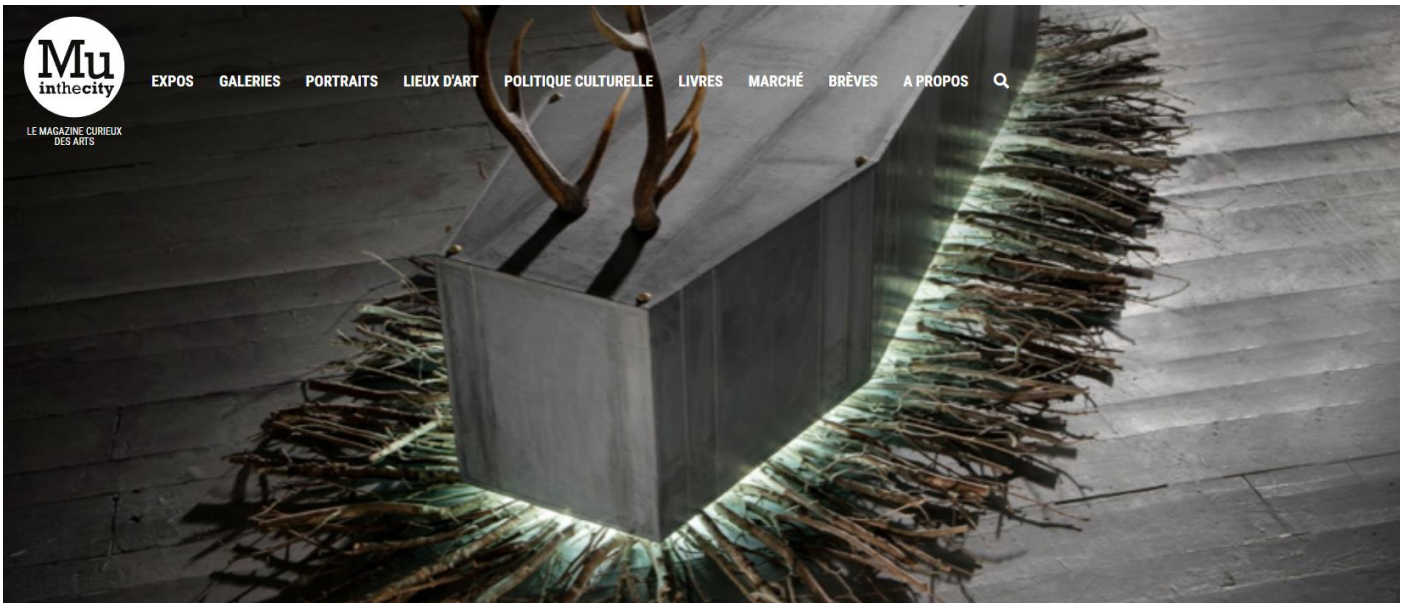 Mu
inthecity
LE MAGAZINE CURIEUX
DES ARTS
EXPOS GALERIES PORTRAITS LIEUX D'ART POLITIQUE CULTURELLE LIVRES MARCHÉ BRÈVES A PROPOS